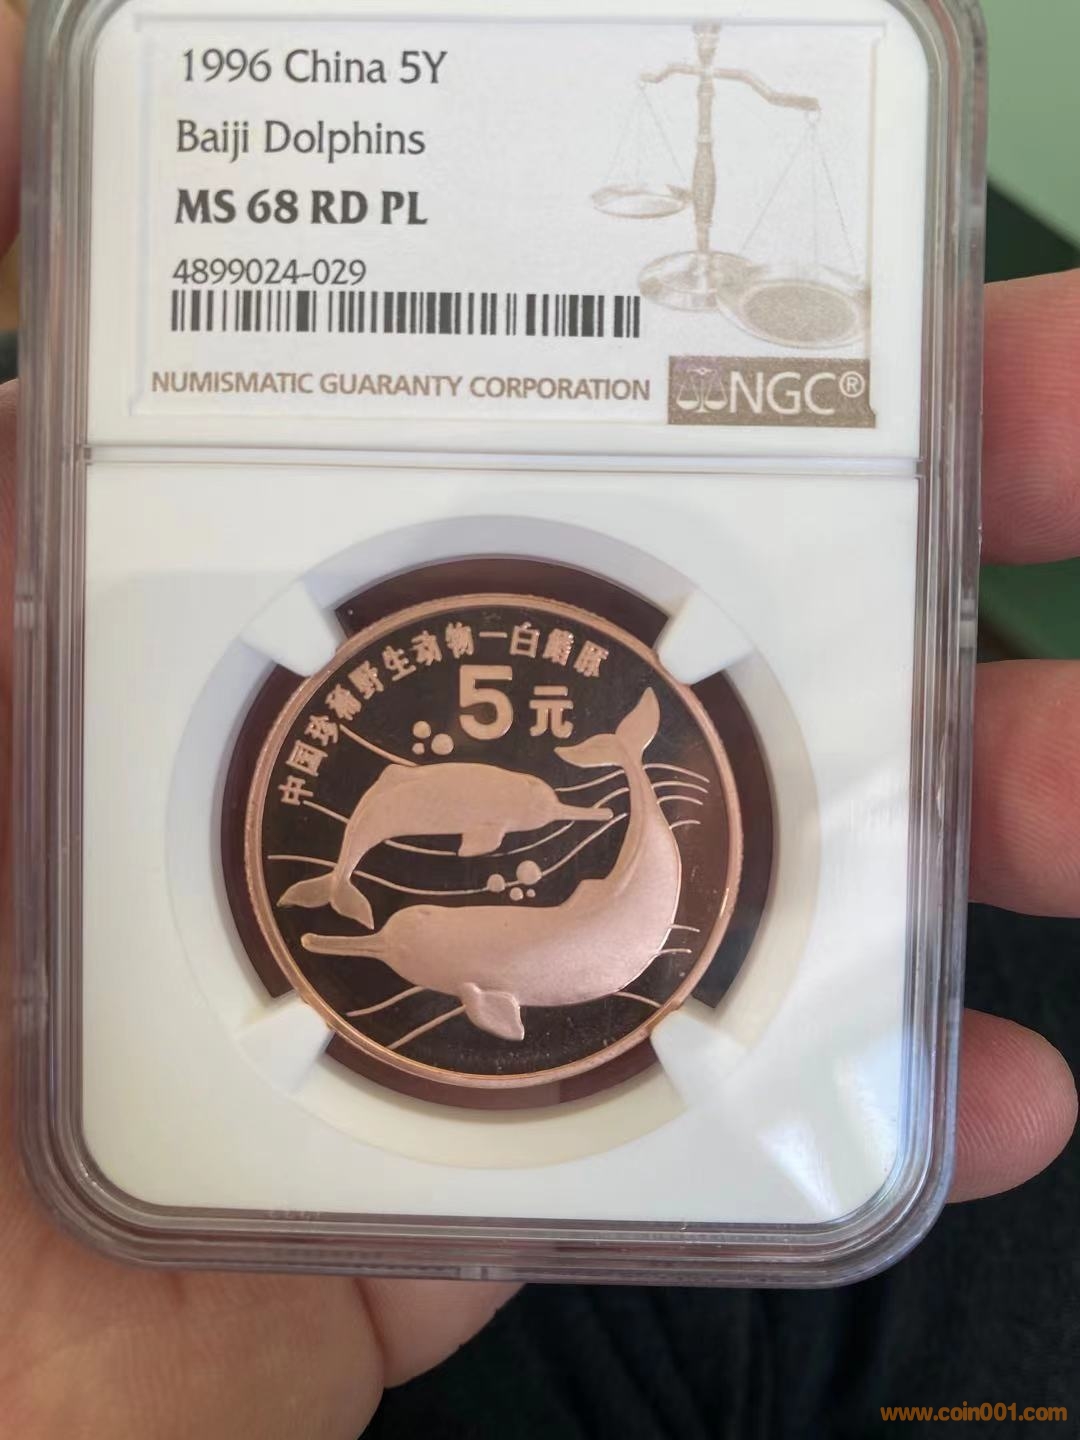 1996 China 5Y
Baiji Dolphins
MS 68 RD PL
4899024-029
NUMISMATIC GUARANTY CORPORATION
NGC®
中国珍稀野生动物—白鱀豚
5元
www.coin001.com